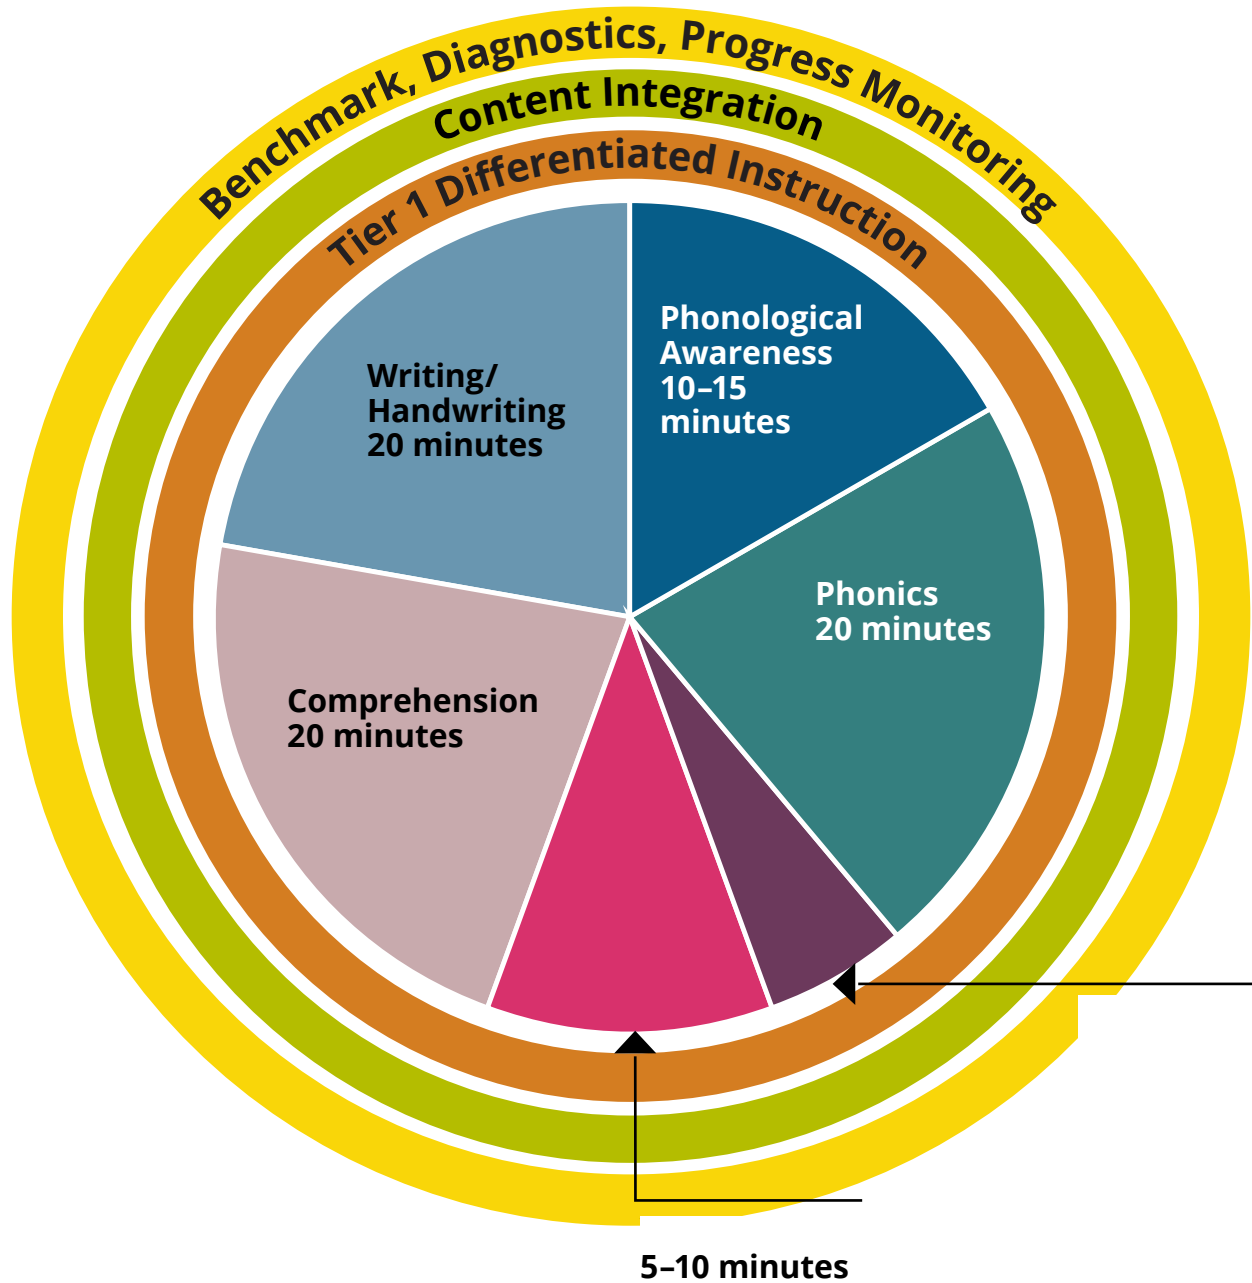 Benchmark, Diagnostics, Progress Monitoring
Content Integration
Tier 1 Differentiated Instruction
Writing/
Handwriting
20 minutes
Phonological
Awareness
10–15
minutes
Phonics
20 minutes
Comprehension
20 minutes
5–10 minutes